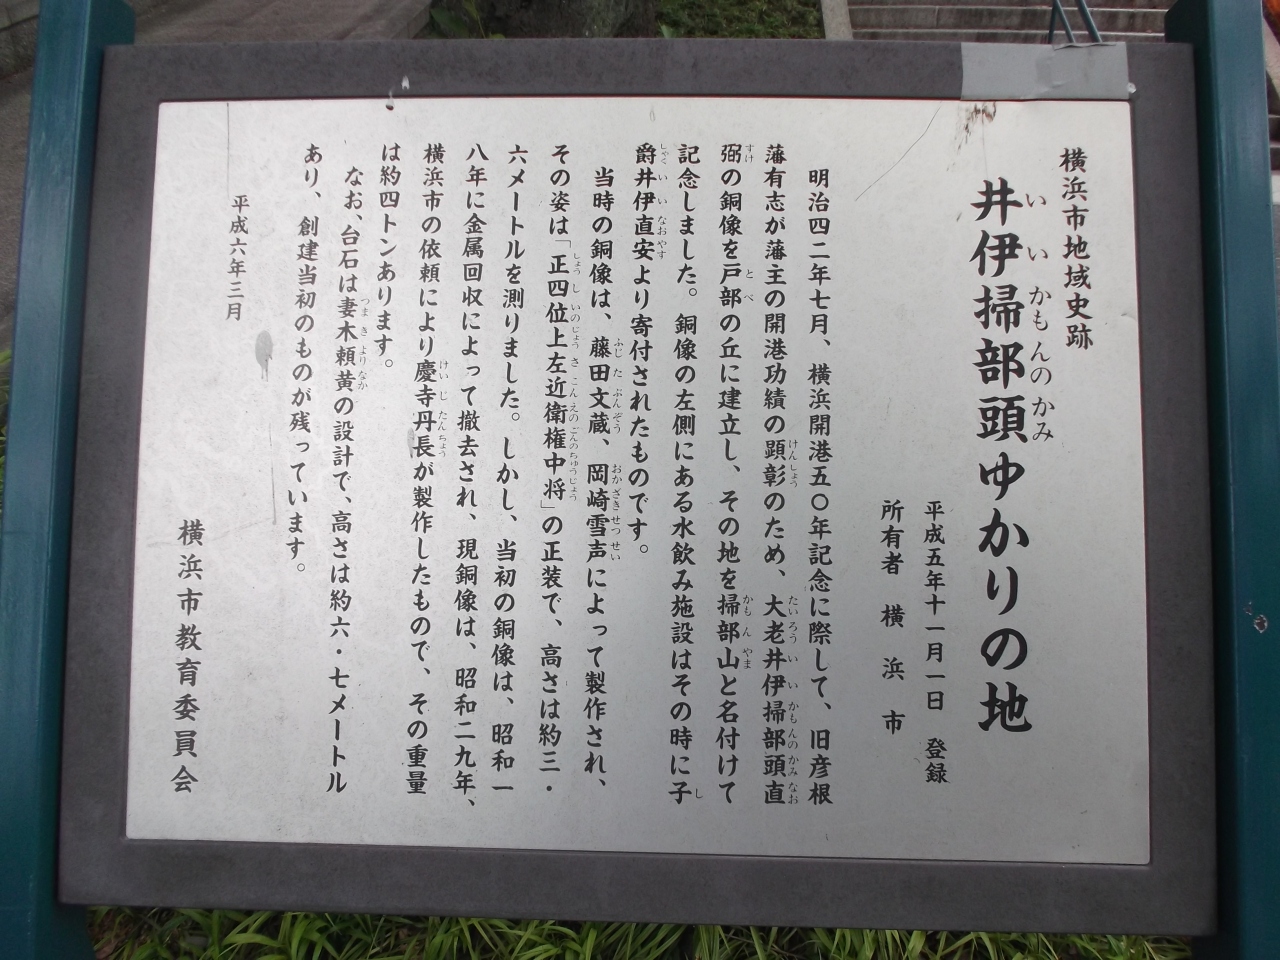 横浜市地域史跡
井伊掃部頭ゆかりの地
平成五年十一月一日　登録
所有者　横　浜　市
明治四二年七月、横浜開港五〇年記念に際して、旧彦根
藩有志が藩主の開港功績の顕彰のため、大老井伊掃部頭直
弼の銅像を戸部の丘に建立し、その地を掃部山と名付けて
記念しました。銅像の左側にある水飲み施設はその時に子
爵井伊直安より寄付されたものです。
当時の銅像は、藤田文蔵、岡崎雪声によって製作され、
その姿は「正四位上左近衛権中将」の正装で、高さは約三・
六メートルを測りました。しかし、当初の銅像は、昭和一
八年に金属回収によって撤去され、現銅像は、昭和二九年、
横浜市の依頼により慶寺丹長が製作したもので、その重量
は約四トンあります。
なお、台石は妻木頼黄の設計で、高さは約六・七メートル
あり、創建当初のものが残っています。
平成六年三月
横浜市教育委員会